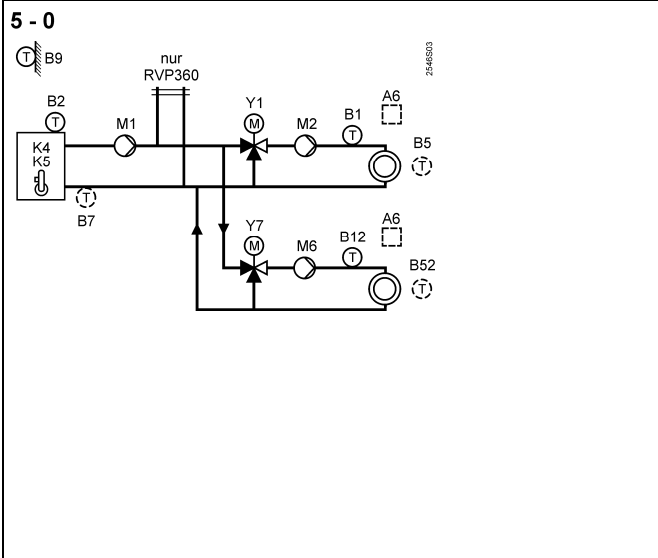 5 - 0
T
B9
nur
RVP360
2546S03
B2
T
M1
Y1
M
M2
B1
T
A6
B5
T
K4
K5
T
B7
Y7
M
M6
B12
T
A6
B52
T